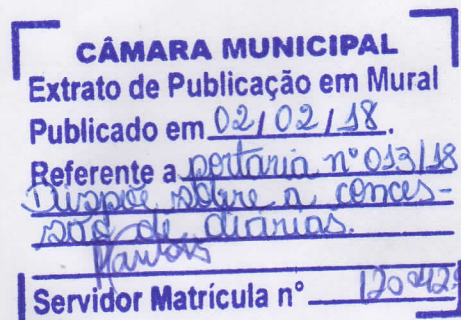 CÂMARA MUNICIPAL
Extrato de Publicação em Mural
Publicado em 02/02/18.
Referente a portaria nº 013/18
Dispõe sobre a conces-
são de diárias.
Servidor Matrícula nº